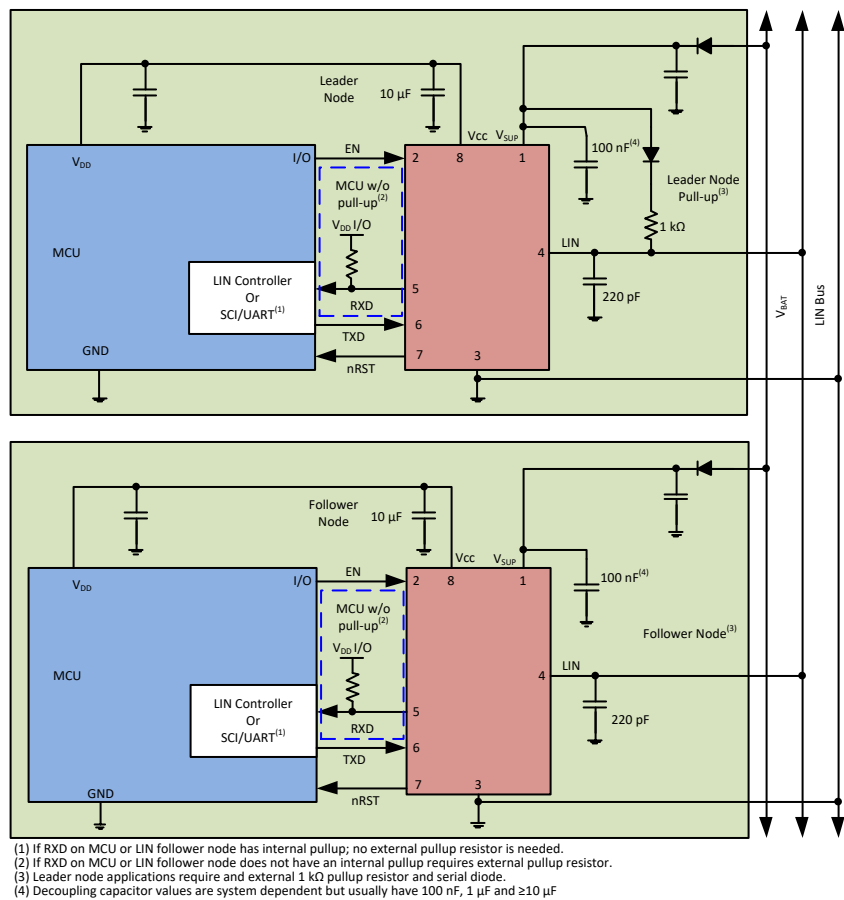 Leader
Node
10 µF
Vcc
VSUP
100 nF(4)
VDD
I/O
EN
2
8
1
MCU w/o
pull-up(2)
VDD I/O
Leader Node
Pull-up(3)
1 kΩ
MCU
LIN
4
LIN Controller
Or
SCI/UART(1)
5
RXD
220 pF
TXD
6
GND
7
nRST
3
VBAT
LIN Bus
Follower
Node
10 µF
Vcc
VSUP
VDD
I/O
EN
2
8
1
100 nF(4)
MCU w/o
pull-up(2)
VDD I/O
Follower Node(3)
MCU
LIN
4
LIN Controller
Or
SCI/UART(1)
5
RXD
220 pF
TXD
6
GND
7
nRST
3
(1) If RXD on MCU or LIN follower node has internal pullup; no external pullup resistor is needed.
(2) If RXD on MCU or LIN follower node does not have an internal pullup requires external pullup resistor.
(3) Leader node applications require and external 1 kΩ pullup resistor and serial diode.
(4) Decoupling capacitor values are system dependent but usually have 100 nF, 1 µF and ≥10 µF